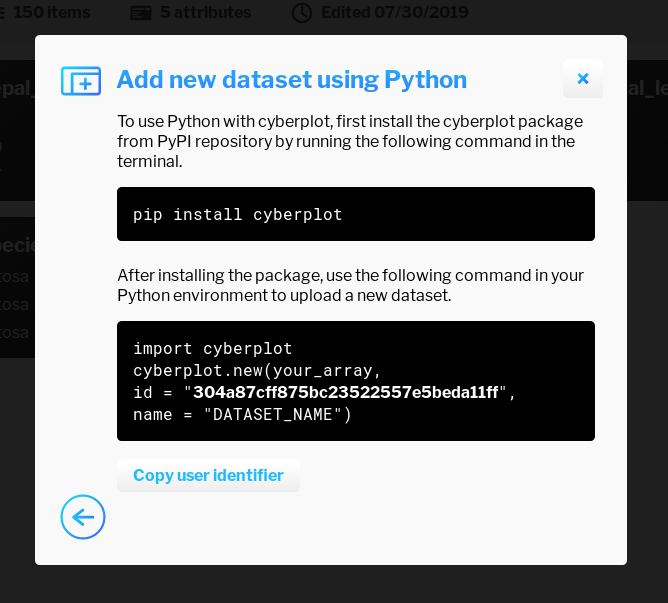 150 items 5 attributes Edited 07/30/2019
Add new dataset using Python
To use Python with cyberplot, first install the cyberplot package
from PyPI repository by running the following command in the
terminal.
pip install cyberplot
After installing the package, use the following command in your
Python environment to upload a new dataset.
import cyberplot
cyberplot.new(your_array,
id = "304a87cff875bc23522557e5beda11ff",
name = "DATASET_NAME")
Copy user identifier